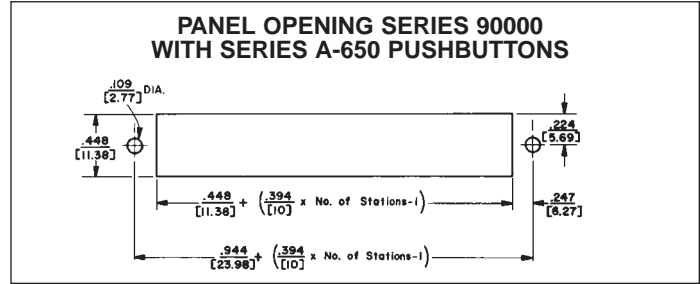 PANEL OPENING SERIES 90000
WITH SERIES A-650 PUSHBUTTONS
.109
[2.77] DIA.
.448
[11.38]
.224
[5.69]
.448
[11.38] + (.394
[10] x No. of Stations-1)
.247
[6.27]
.944
[23.98] + (.394
[10] x No. of Stations-1)